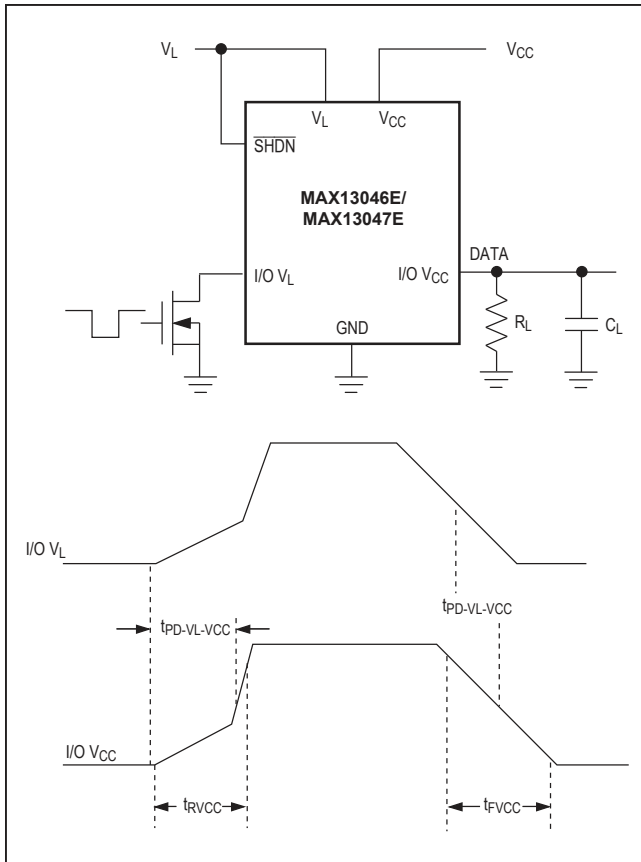 VL
VCC
VL
VCC
SHDN
MAX13046E/
MAX13047E
DATA
I/O VL
I/O VCC
RL
CL
GND
I/O VL
tPD-VL-VCC
tPD-VL-VCC
I/O VCC
tRVCC
tFVCC